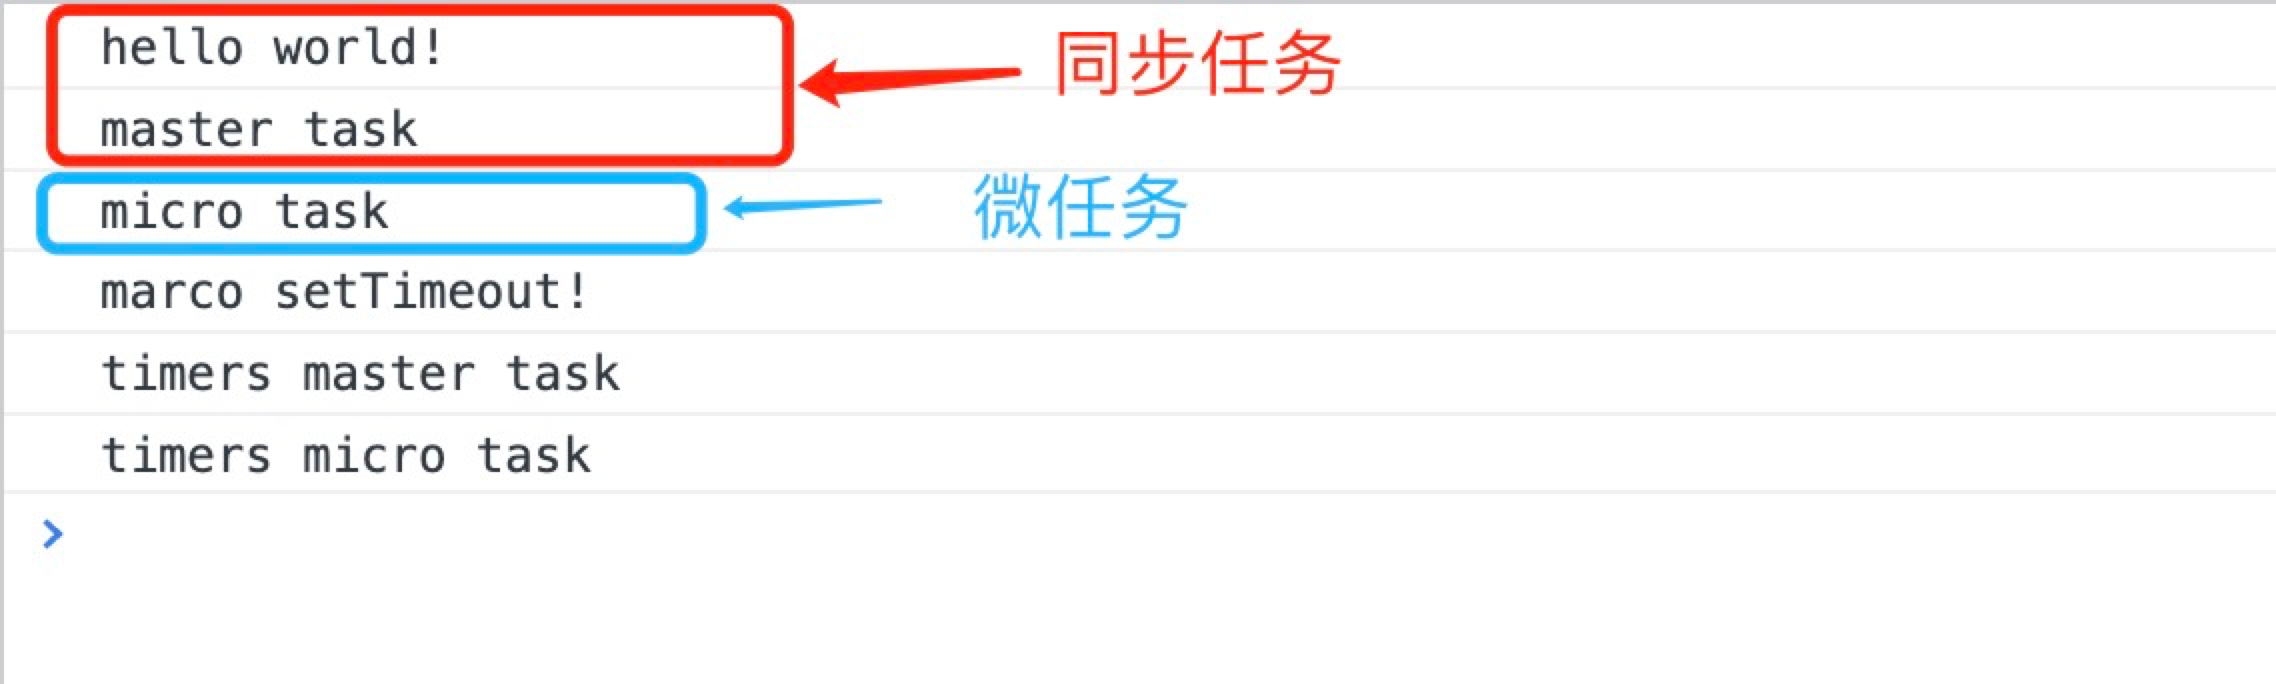 hello world!
同步任务
master task
micro task
微任务
marco setTimeout!
timers master task
timers micro task